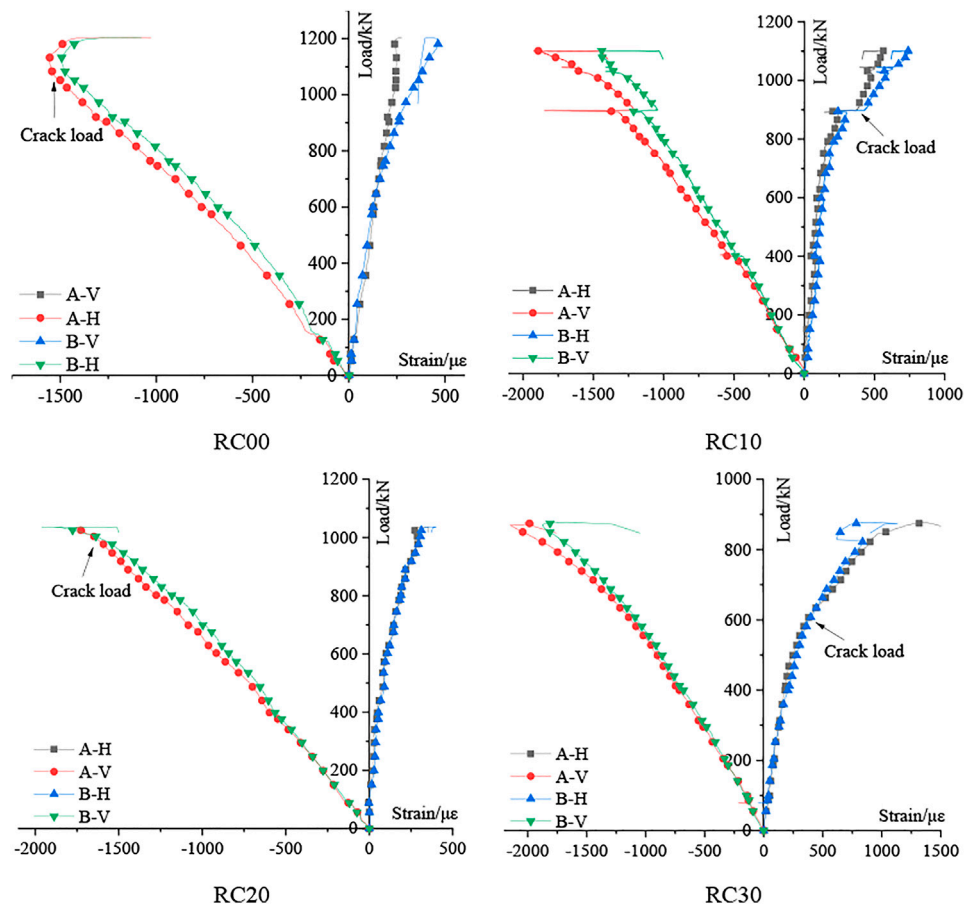 1200
1000
800
600
400
200
0
Load/kN
Crack load
A-V
A-H
B-V
B-H
Strain/με
-1500 -1000 -500 0 500
RC00
1200
1000
800
600
400
200
0
Load/kN
Crack load
A-H
A-V
B-H
B-V
Strain/με
-2000 -1500 -1000 -500 0 500 1000
RC10
1200
1000
800
600
400
200
0
Load/kN
Crack load
A-H
A-V
B-H
B-V
Strain/με
-2000 -1500 -1000 -500 0 500
RC20
1000
800
600
400
200
0
Load/kN
Crack load
A-H
A-V
B-H
B-V
Strain/με
-2000 -1500 -1000 -500 0 500 1000 1500
RC30